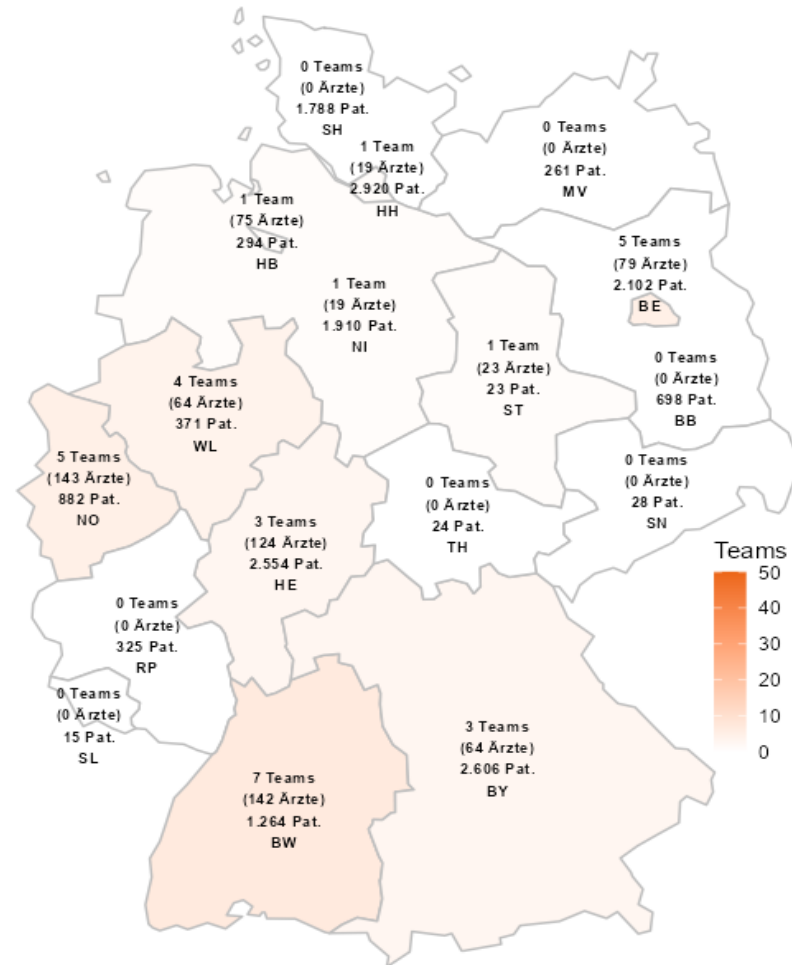 0 Teams
(0 Ärzte)
1.788 Pat.
SH
1 Team
(19 Ärzte)
2.920 Pat.
HH
0 Teams
(0 Ärzte)
261 Pat.
MV
1 Team
(75 Ärzte)
294 Pat.
HB
5 Teams
(79 Ärzte)
2.102 Pat.
BE
1 Team
(19 Ärzte)
1.910 Pat.
NI
1 Team
(23 Ärzte)
23 Pat.
ST
0 Teams
(0 Ärzte)
698 Pat.
BB
4 Teams
(64 Ärzte)
371 Pat.
WL
5 Teams
(143 Ärzte)
882 Pat.
NO
0 Teams
(0 Ärzte)
28 Pat.
SN
0 Teams
(0 Ärzte)
24 Pat.
TH
3 Teams
(124 Ärzte)
2.554 Pat.
HE
0 Teams
(0 Ärzte)
325 Pat.
RP
0 Teams
(0 Ärzte)
15 Pat.
SL
3 Teams
(64 Ärzte)
2.606 Pat.
BY
7 Teams
(142 Ärzte)
1.264 Pat.
BW
Teams
50
40
30
20
10
0